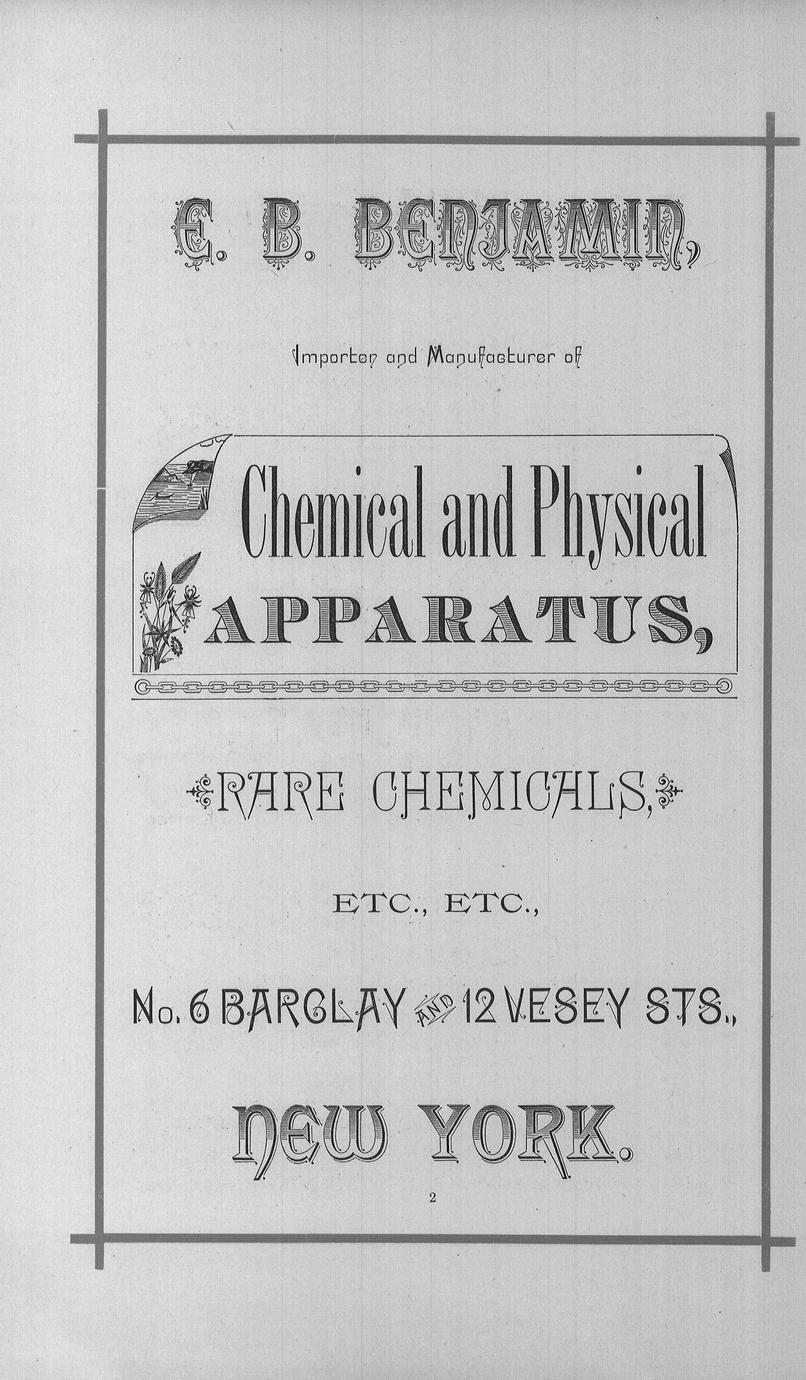 E. B. BENJAMIN,
Importer and Manufacturer of
Chemical and Physical
APPARATUS,
RARE CHEMICALS,
ETC., ETC.,
No. 6 BARCLAY AND 12 VESEY STS.,
NEW YORK.
2